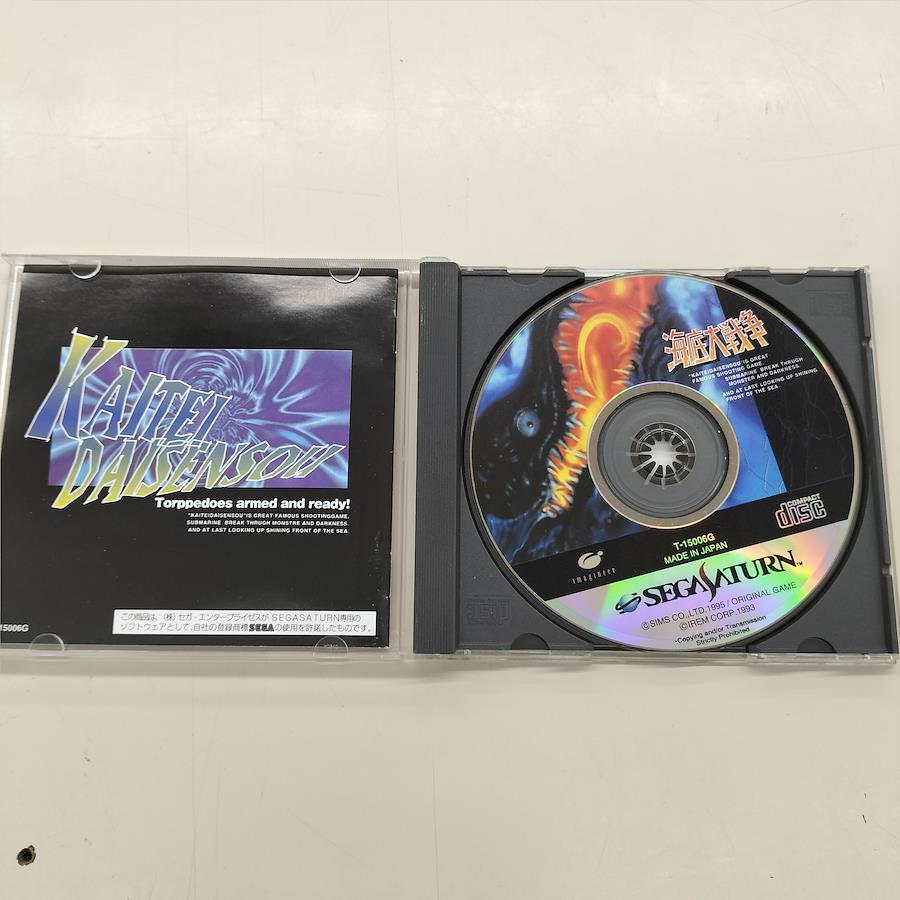 KAITEI
DAISENSOU
Torppedoes armed and ready!
"KAITEIDAISENSOU"IS GREAT FAMOUS SHOOTINGGAME.
SUBMARINE BREAK THRUGH MONSTRE AND DARKNESS.
AND AT LAST LOOKING UP SHINING FRONT OF THE SEA.
15006G
この商品は、(株)セガ・エンタープライゼスが SEGASATURN専用の
ソフトウェアとして、自社の登録商標SEGAの使用を許諾したものです。
海底大戦争
"KAITEIDAISENSOU"IS GREAT
FAMOUS SHOOTING GAME.
SUBMARINE BREAK THRUGH
MONSTER AND DARKNESS.
AND AT LAST LOOKING UP SHINING
FRONT OF THE SEA.
COMPACT
disc
T-15006G
MADE IN JAPAN
imagineer
SEGASATURN™
©SIMS CO.,LTD.1995 / ORIGINAL GAME
©IREM CORP.1993
*Copying and/or Transmission
Strictly Prohibited.